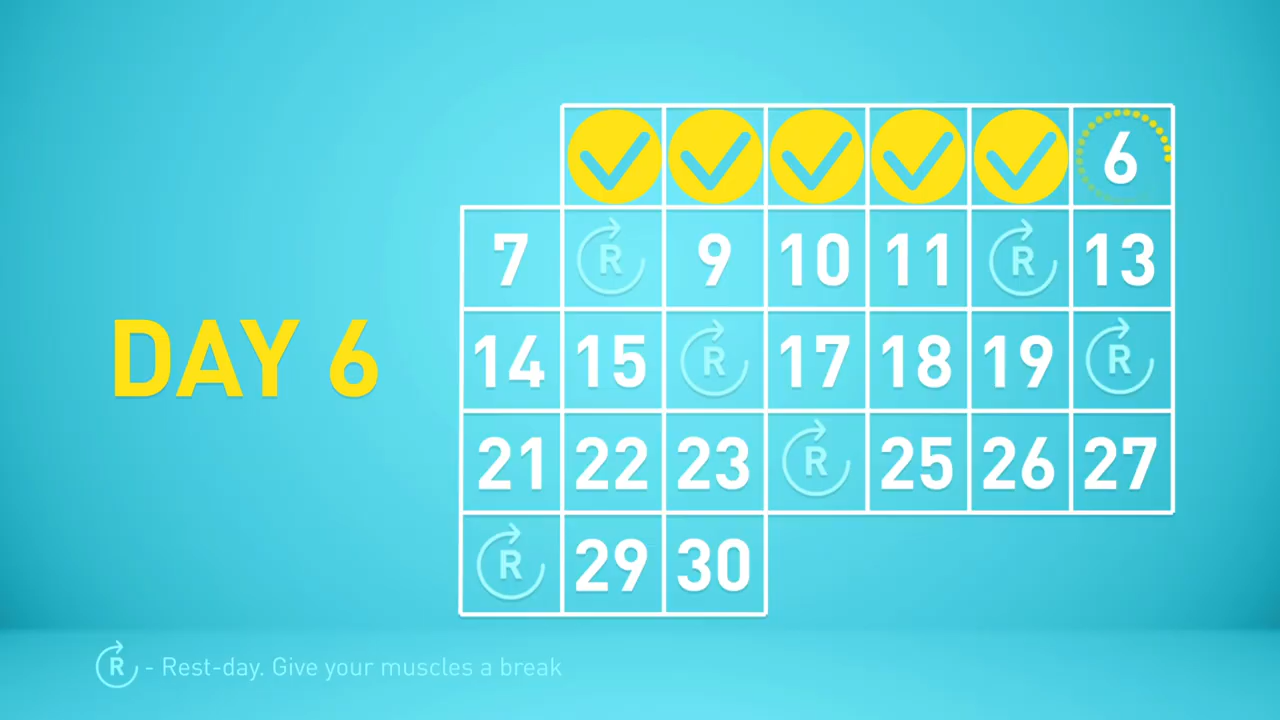 6
7 R 9 10 11 R 13
DAY 6
14 15 R 17 18 19 R
21 22 23 R 25 26 27
R 29 30
R - Rest-day. Give your muscles a break